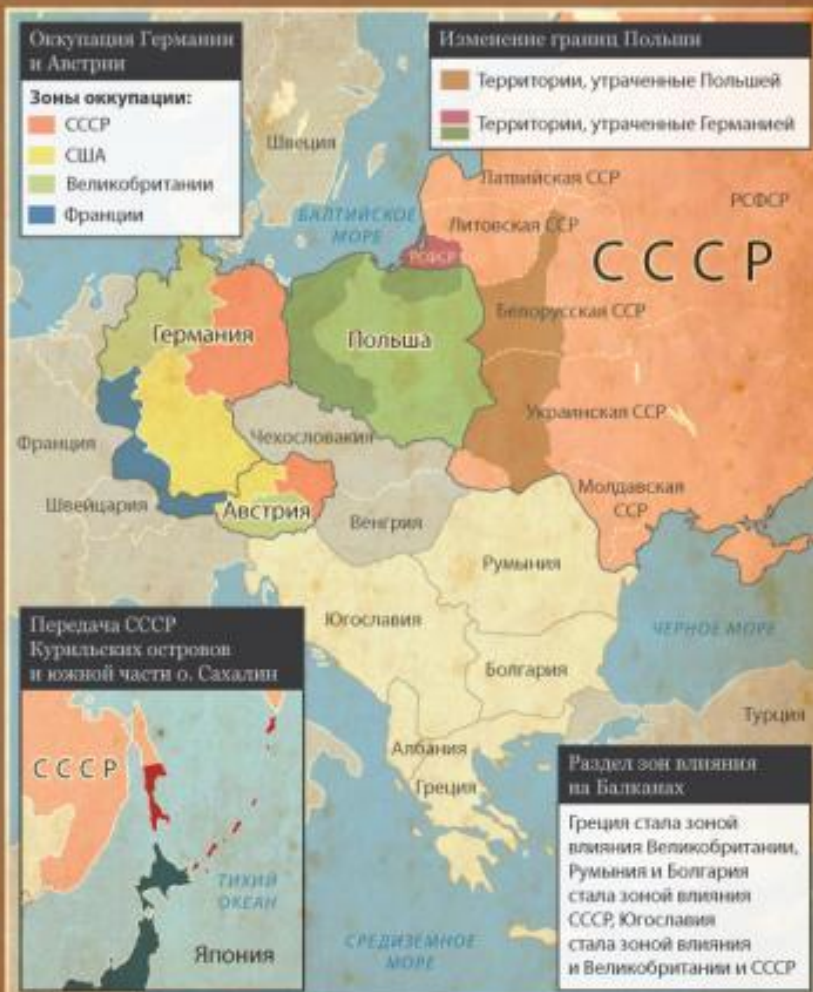 Оккупация Германии
и Австрии
Зоны оккупации:
СССР
США
Великобритании
Франции
Изменение границ Польши
Территории, утраченные Польшей
Территории, утраченные Германией
Швеция
БАЛТИЙСКОЕ
МОРЕ
Латвийская ССР
РСФСР
Литовская ССР
РСФСР
СССР
Белорусская ССР
Германия
Польша
Украинская ССР
Франция
Чехословакия
Молдавская
ССР
Швейцария
Австрия
Венгрия
Румыния
Югославия
ЧЕРНОЕ МОРЕ
Болгария
Турция
Албания
Греция
СРЕДИЗЕМНОЕ
МОРЕ
Передача СССР
Курильских островов
и южной части о. Сахалин
СССР
ТИХИЙ
ОКЕАН
Япония
Раздел зон влияния
на Балканах
Греция стала зоной
влияния Великобритании,
Румыния и Болгария
стала зоной влияния
СССР, Югославия
стала зоной влияния
и Великобритании и СССР